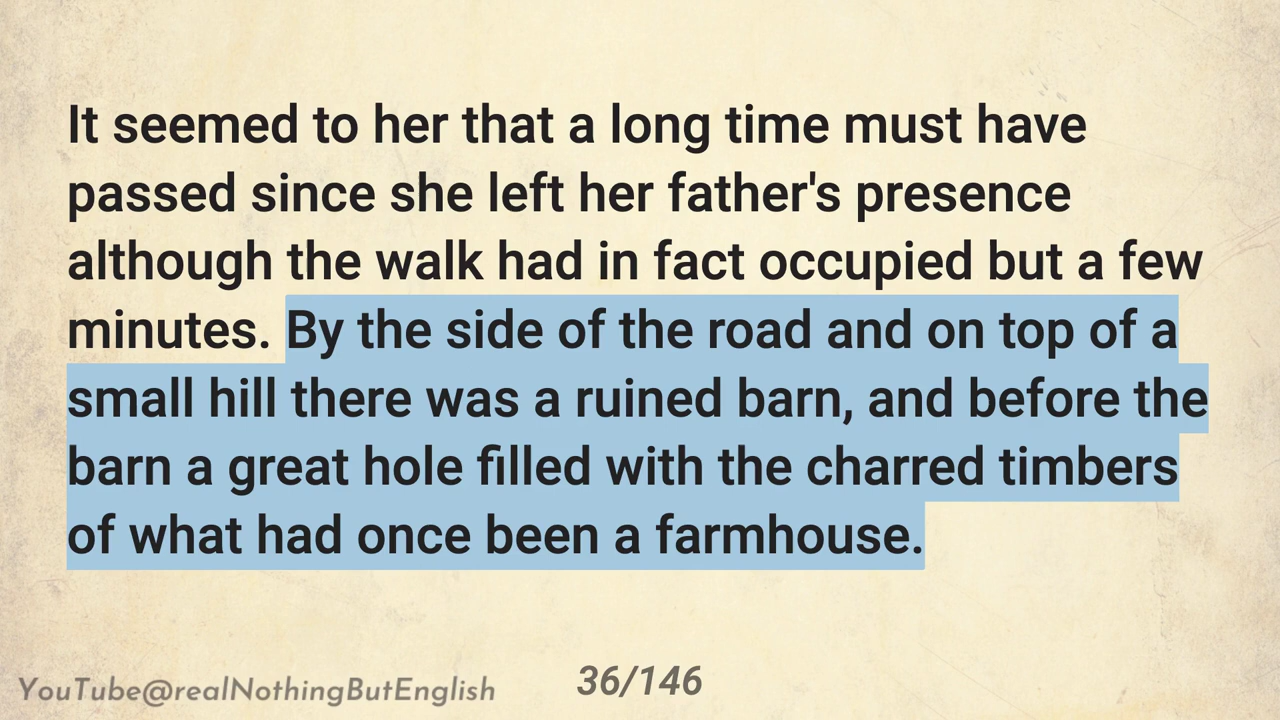 It seemed to her that a long time must have
passed since she left her father's presence
although the walk had in fact occupied but a few
minutes. By the side of the road and on top of a
small hill there was a ruined barn, and before the
barn a great hole filled with the charred timbers
of what had once been a farmhouse.
YouTube@realNothingButEnglish
36/146